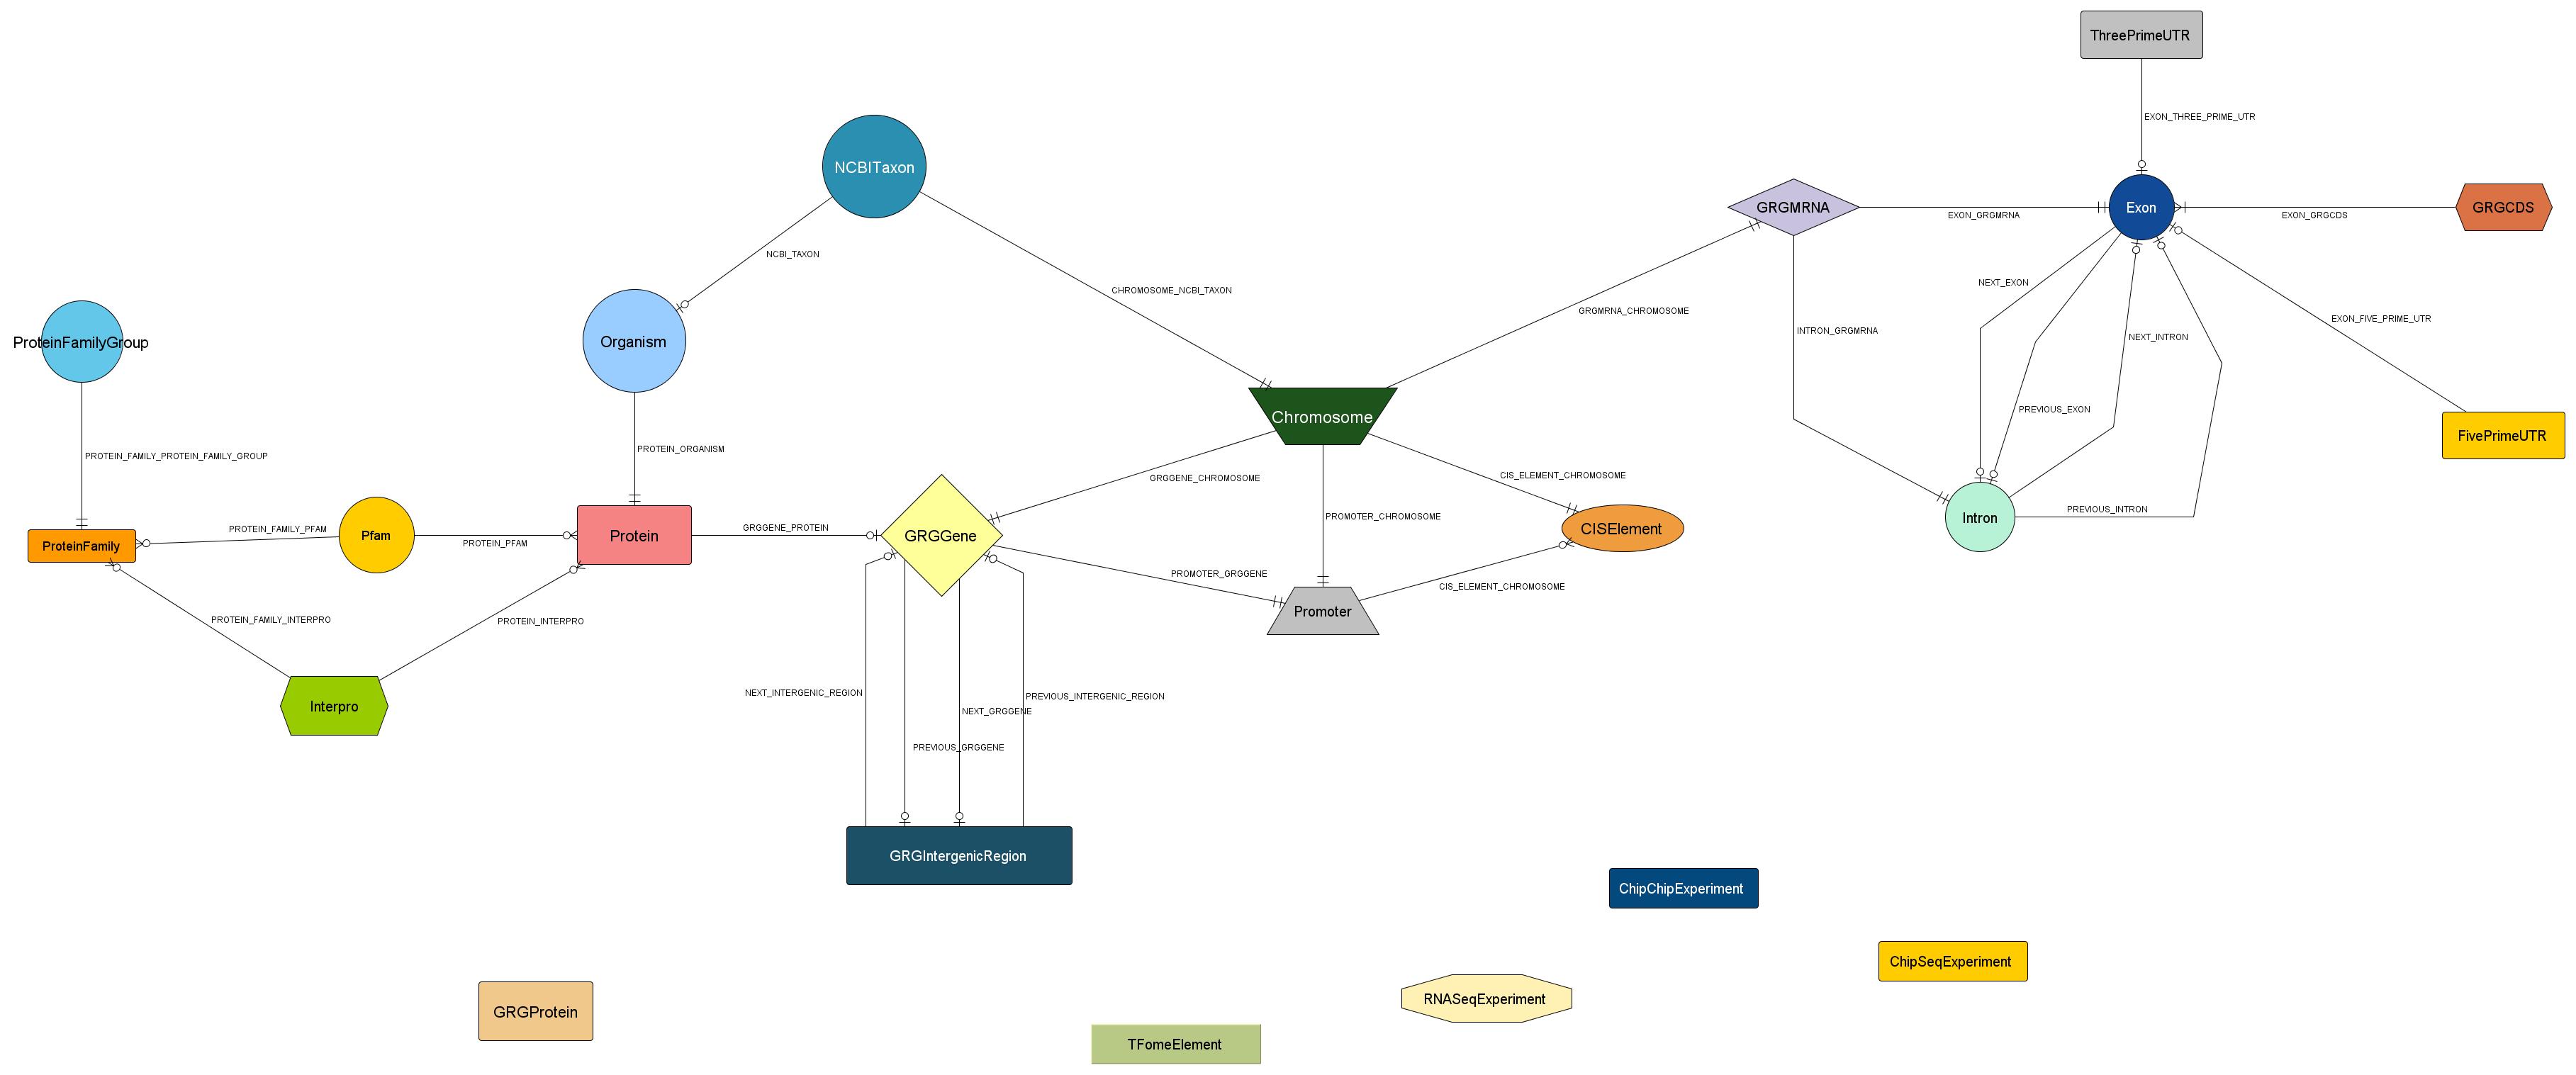 ThreePrimeUTR
EXON_THREE_PRIME_UTR
NCBITaxon
GRGMRNA
EXON_GRGMRNA
Exon
EXON_GRGCDS
GRGCDS
NCBI_TAXON
CHROMOSOME_NCBI_TAXON
GRGMRNA_CHROMOSOME
NEXT_EXON
EXON_FIVE_PRIME_UTR
INTRON_GRGMRNA
NEXT_INTRON
ProteinFamilyGroup
Organism
PREVIOUS_EXON
Chromosome
FivePrimeUTR
PROTEIN_FAMILY_PROTEIN_FAMILY_GROUP
PROTEIN_ORGANISM
GRGGENE_CHROMOSOME
CIS_ELEMENT_CHROMOSOME
PREVIOUS_INTRON
Intron
PROMOTER_CHROMOSOME
CISElement
PROTEIN_FAMILY_PFAM
GRGGENE_PROTEIN
ProteinFamily
Pfam
PROTEIN_PFAM
Protein
GRGGene
PROMOTER_GRGGENE
CIS_ELEMENT_CHROMOSOME
Promoter
PROTEIN_FAMILY_INTERPRO
PROTEIN_INTERPRO
NEXT_INTERGENIC_REGION
PREVIOUS_INTERGENIC_REGION
Interpro
NEXT_GRGGENE
PREVIOUS_GRGGENE
GRGIntergenicRegion
ChipChipExperiment
ChipSeqExperiment
RNASeqExperiment
GRGProtein
TFomeElement